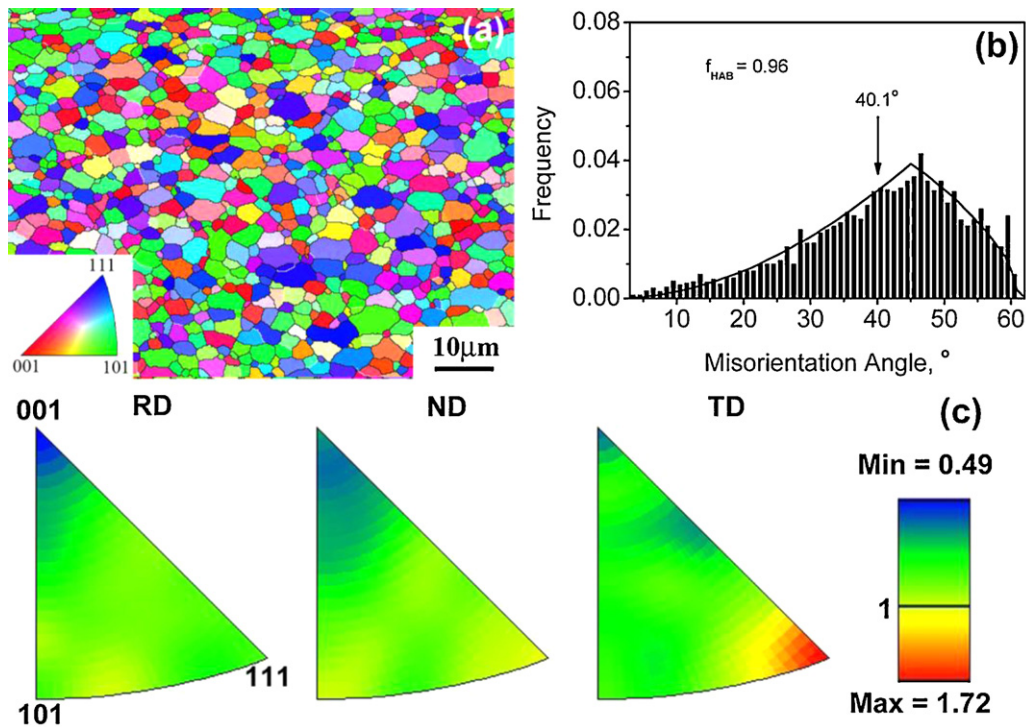 (a)
111
001
101
10µm
(b)
0.08
0.06
0.04
0.02
0.00
Frequency
f HAB = 0.96
40.1°
10
20
30
40
50
60
Misorientation Angle, °
RD
ND
TD
(c)
001
101
111
Min = 0.49
1
Max = 1.72